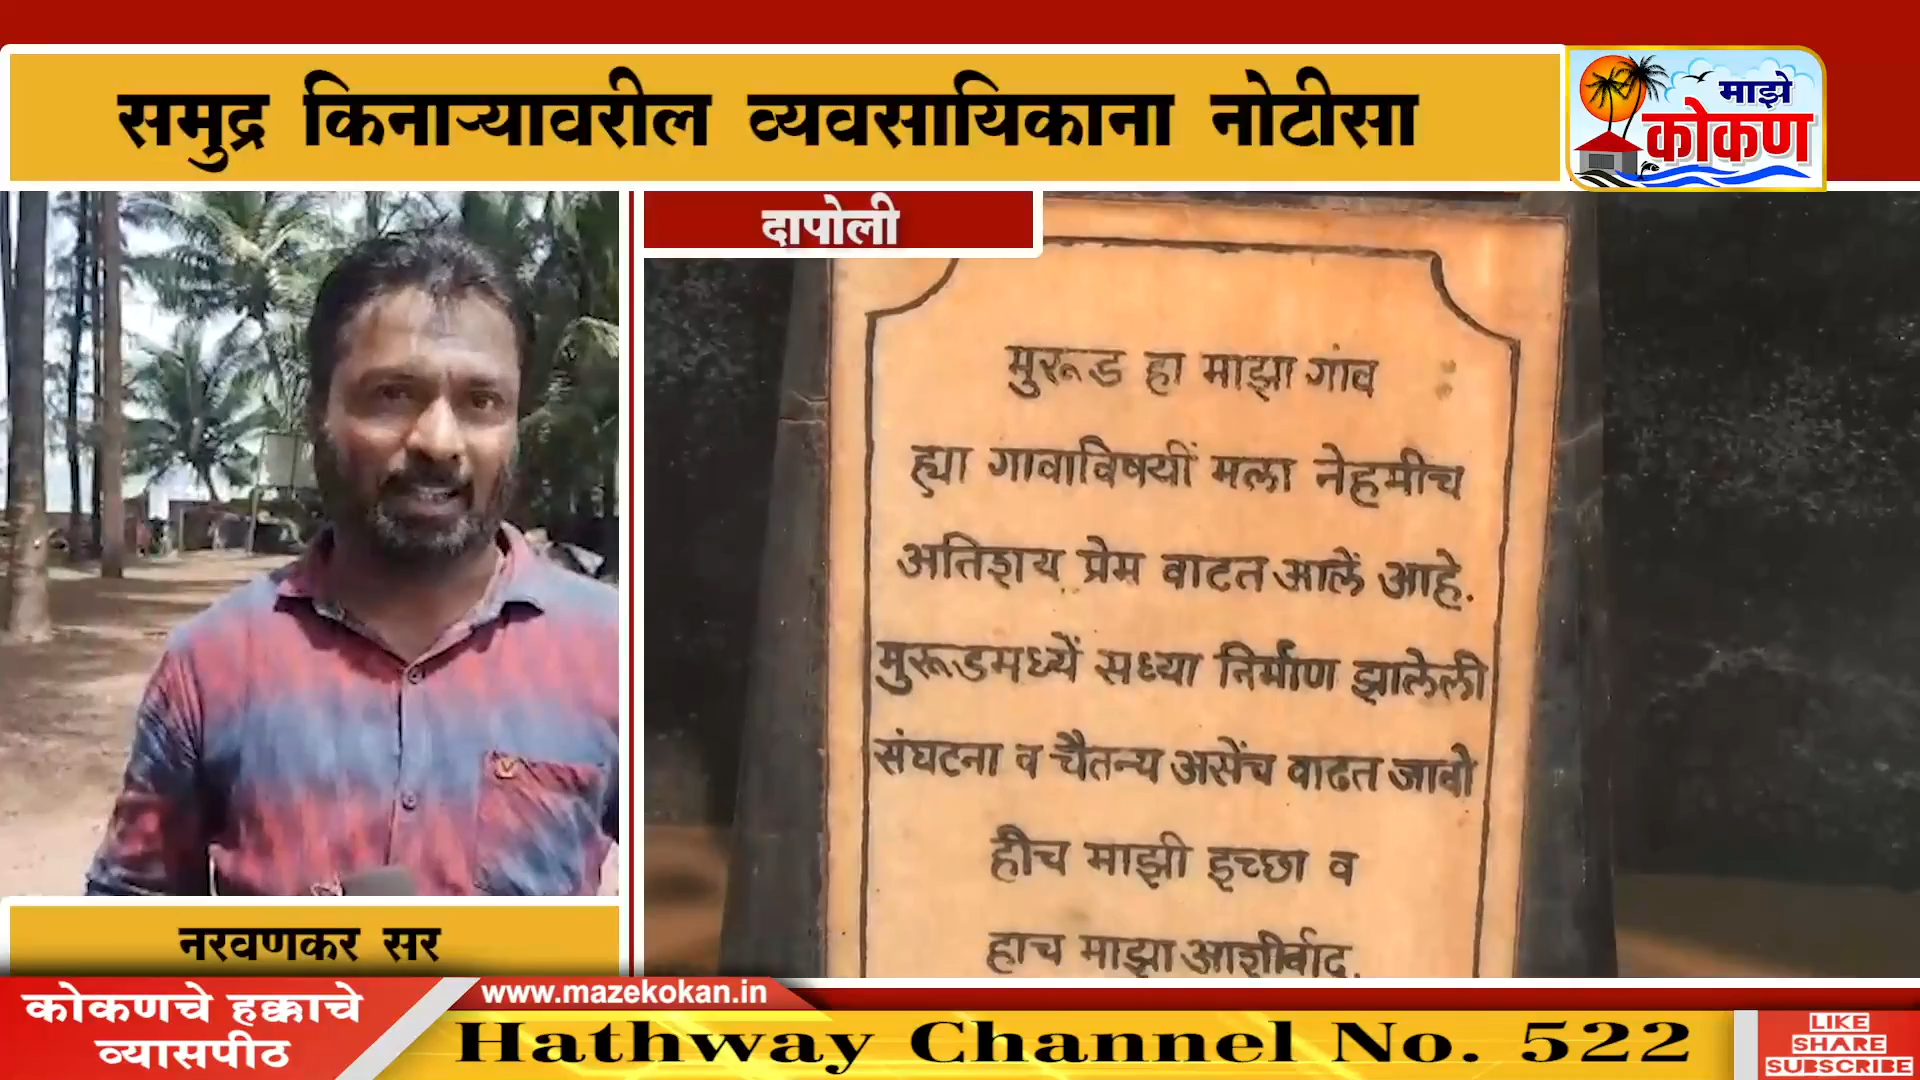 समुद्र किनाऱ्यावरील व्यवसायिकाना नोटीसा
माझे
कोकण
दापोली
मुरूड हा माझा गांव
ह्या गावाविषयीं मला नेहमीच
अतिशय प्रेम वाटत आलें आहे.
मुरूडमध्यें सध्या निर्माण झालेली
संघटना व चैतन्य असेंच वाढत जावो
हीच माझी इच्छा व
हाच माझा आशीर्वाद.
नरवणकर सर
कोकणचे हक्काचे
व्यासपीठ
www.mazekokan.in
Hathway Channel No. 522
LIKE
SHARE
SUBSCRIBE